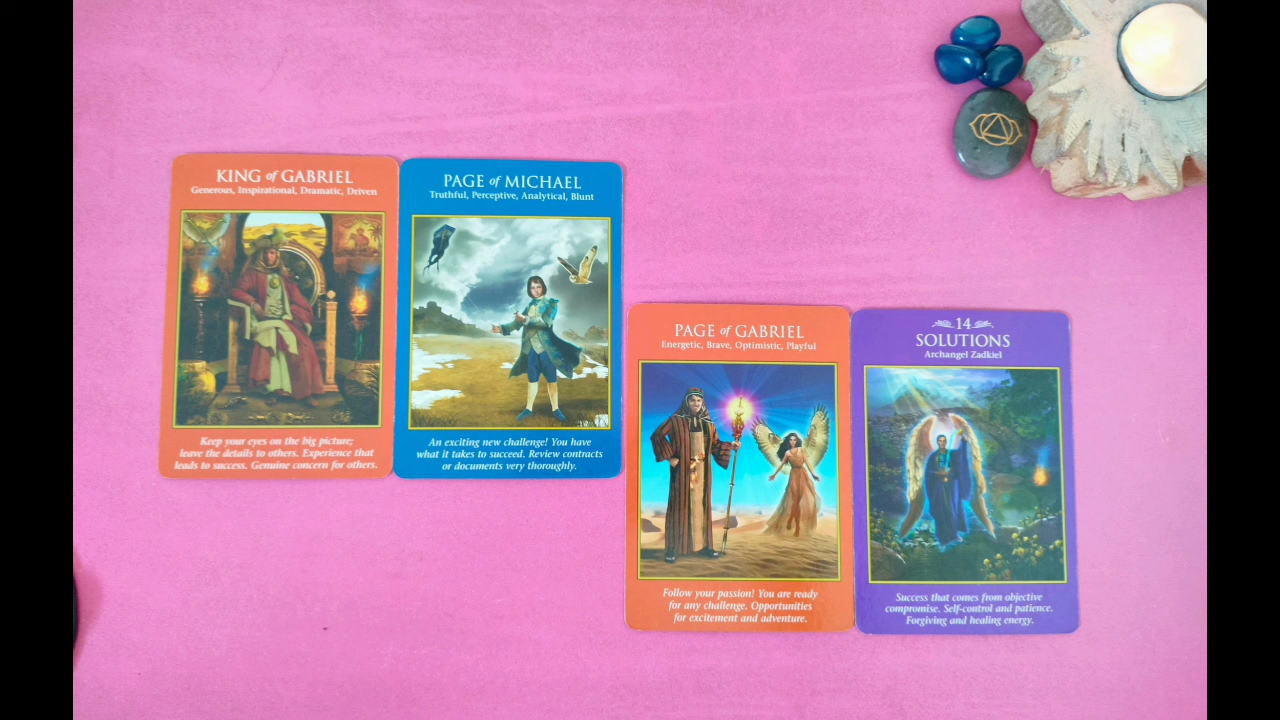 KING of GABRIEL
Generous, Inspirational, Dramatic, Driven
Keep your eyes on the big picture;
leave the details to others. Experience that
leads to success. Genuine concern for others.
PAGE of MICHAEL
Truthful, Perceptive, Analytical, Blunt
An exciting new challenge! You have
what it takes to succeed. Review contracts
or documents very thoroughly.
PAGE of GABRIEL
Energetic, Brave, Optimistic, Playful
Follow your passion! You are ready
for any challenge. Opportunities
for excitement and adventure.
14
SOLUTIONS
Archangel Zadkiel
Success that comes from objective
compromise. Self-control and patience.
Forgiving and healing energy.